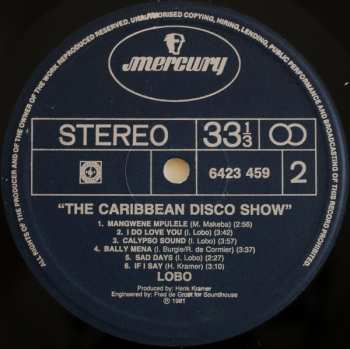 ALL RIGHTS OF THE PRODUCER AND OF THE OWNER OF THE WORK REPRODUCED RESERVED. UNAUTHORISED COPYING, HIRING, LENDING, PUBLIC PERFORMANCE AND BROADCASTING OF THIS RECORD PROHIBITED.
mercury
STEREO
33 1/3
6423 459
2
"THE CARIBBEAN DISCO SHOW"
1. MANGWENE MPULELE (M. Makeba) (2:56)
2. I DO LOVE YOU (I. Lobo) (3:42)
3. CALYPSO SOUND (I. Lobo) (3:57)
4. BALLY MENA (I. Burgie/R. de Cormier) (3:37)
5. SAD DAYS (I. Lobo) (3:26)
6. IF I SAY (H. Kramer) (3:10)
LOBO
Produced by: Henk Kramer
Engineered by: Fred de Groot for Soundhouse
℗ 1981